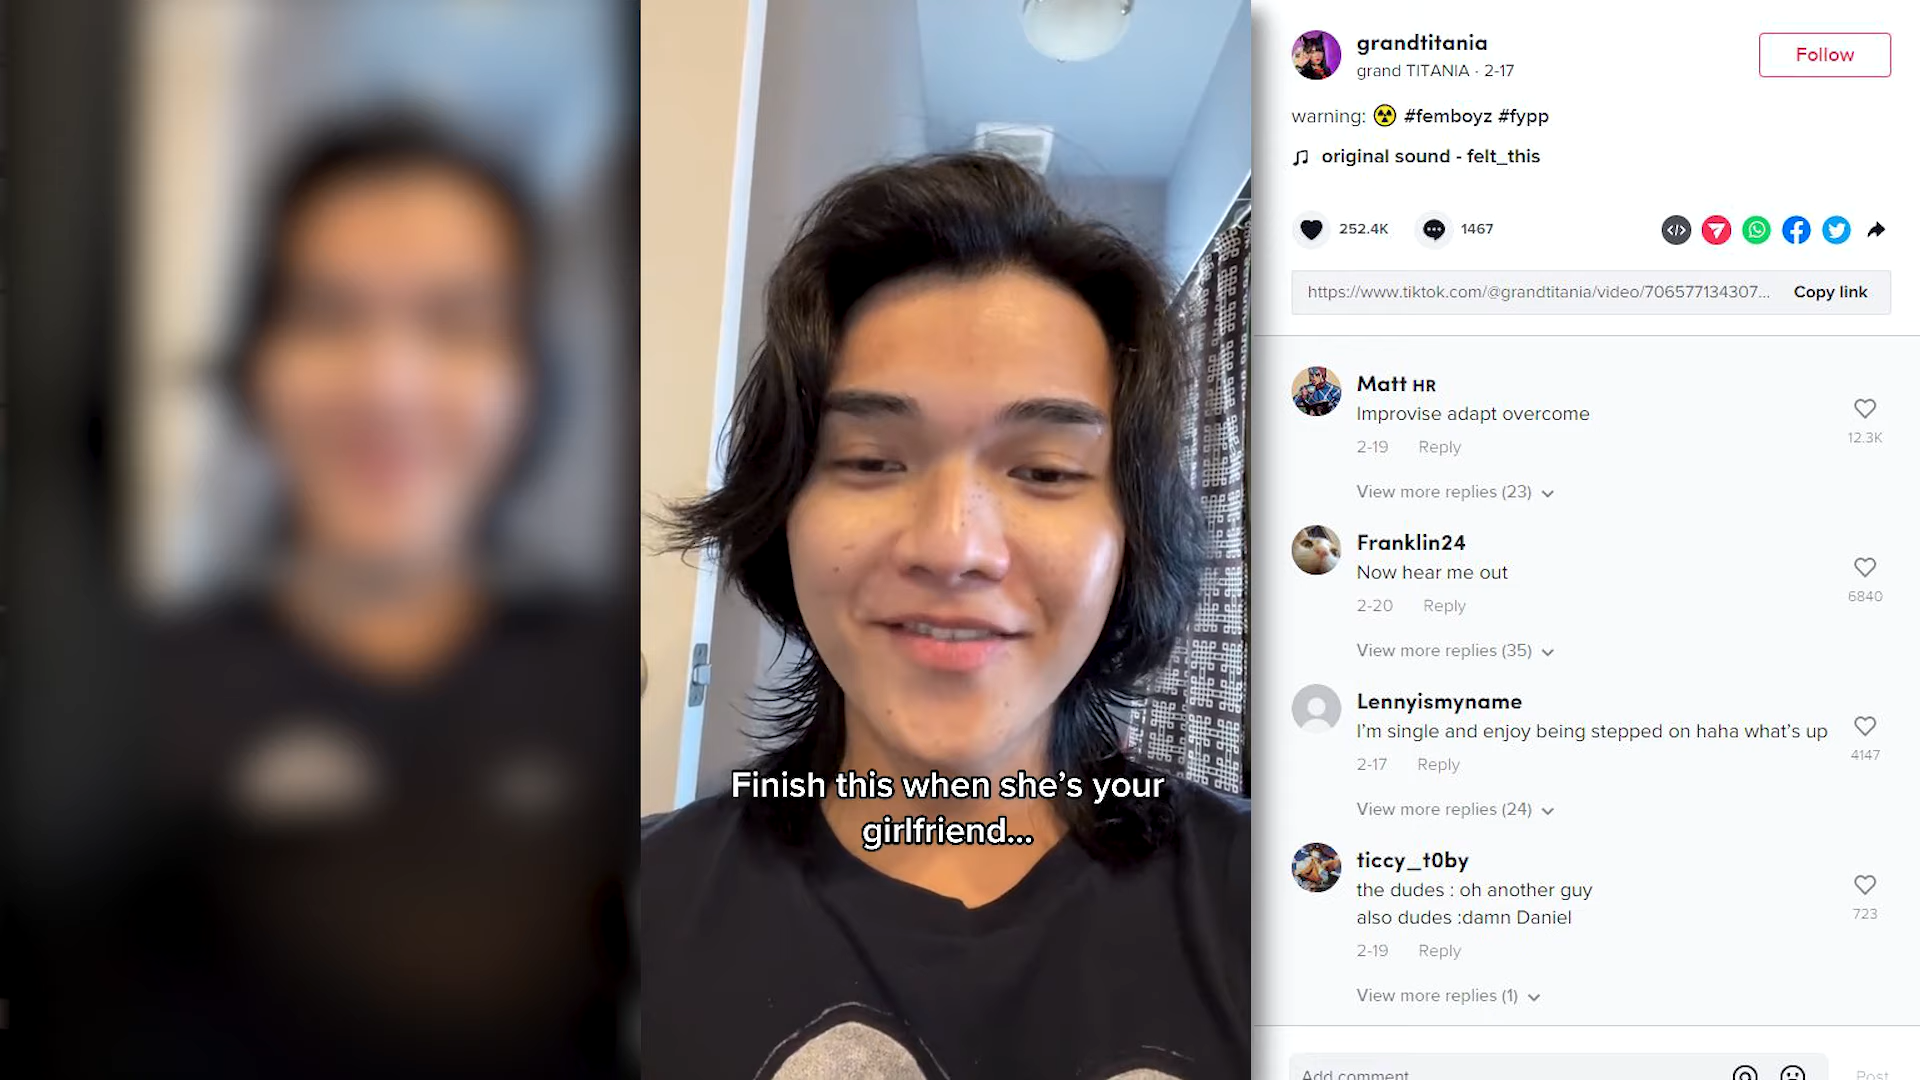 Finish this when she's your
girlfriend...
grandtitania
grand TITANIA · 2-17
Follow
warning: ☢️ #femboyz #fypp
original sound - felt_this
252.4K
1467
https://www.tiktok.com/@grandtitania/video/706577134307...
Copy link
Matt HR
Improvise adapt overcome
2-19 Reply
12.3K
View more replies (23)
Franklin24
Now hear me out
2-20 Reply
6840
View more replies (35)
Lennyismyname
I'm single and enjoy being stepped on haha what's up
2-17 Reply
4147
View more replies (24)
ticcy_t0by
the dudes : oh another guy
also dudes :damn Daniel
2-19 Reply
723
View more replies (1)
Add comment...
Post